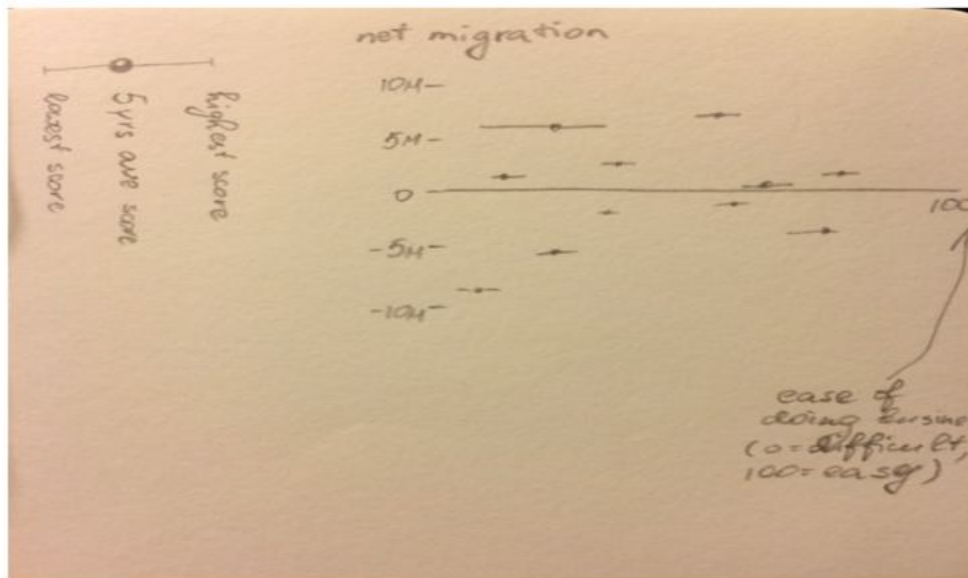 net migration
10M
5M
0
100
-5M
-10M
highest score
5 yrs ave score
lowest score
ease of
doing busine
(0=difficult,
100=easy)